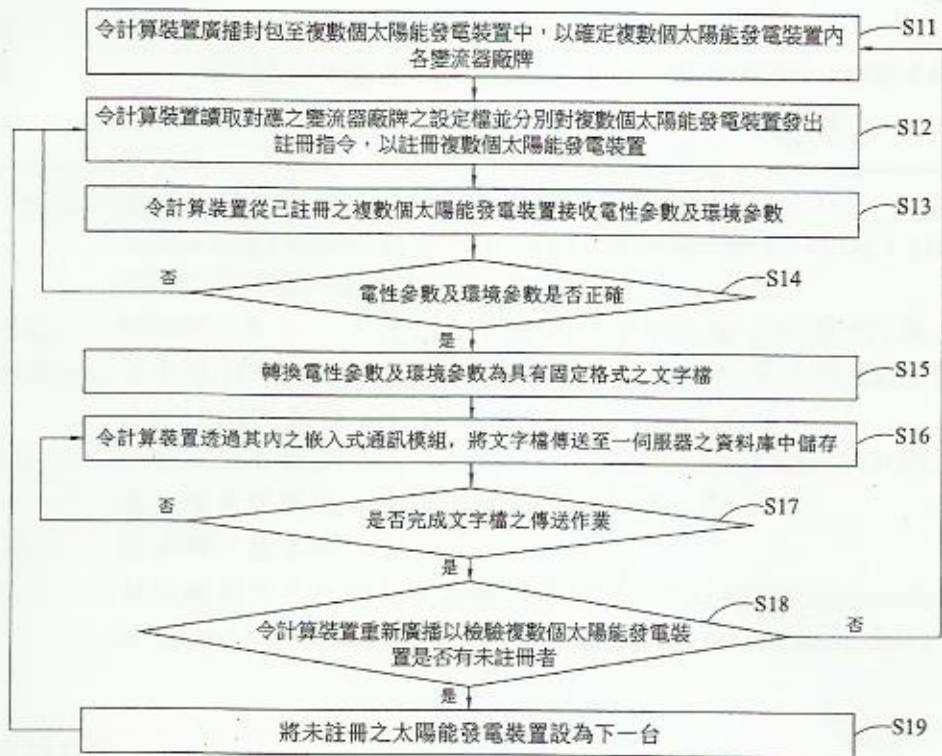 令計算裝置廣播封包至複數個太陽能發電裝置中，以確定複數個太陽能發電裝置內
各變流器廠牌
S11
令計算裝置讀取對應之變流器廠牌之設定檔並分別對複數個太陽能發電裝置發出
註冊指令，以註冊複數個太陽能發電裝置
S12
令計算裝置從已註冊之複數個太陽能發電裝置接收電性參數及環境參數
S13
電性參數及環境參數是否正確
S14
否
是
轉換電性參數及環境參數為具有固定格式之文字檔
S15
令計算裝置透過其內之嵌入式通訊模組，將文字檔傳送至一伺服器之資料庫中儲存
S16
是否完成文字檔之傳送作業
S17
否
是
令計算裝置重新廣播以檢驗複數個太陽能發電裝
置是否有未註冊者
S18
否
是
將未註冊之太陽能發電裝置設為下一台
S19